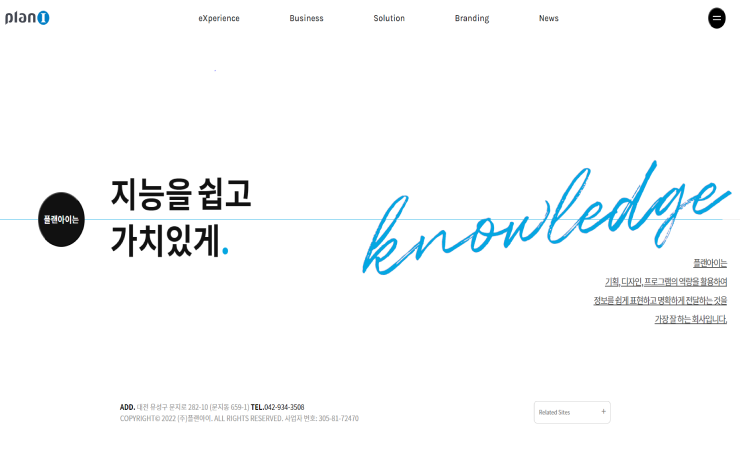 planI
eXperience Business Solution Branding News
플랜아이는
지능을 쉽고
가치있게.
knowledge
플랜아이는
기획, 디자인, 프로그램의 역량을 활용하여
정보를 쉽게 표현하고 명확하게 전달하는 것을
가장 잘 하는 회사입니다.
ADD. 대전 유성구 문지로 282-10 (문지동 659-1) TEL.042-934-3508
COPYRIGHT© 2022 (주)플랜아이. ALL RIGHTS RESERVED. 사업자 번호: 305-81-72470
Related Sites +